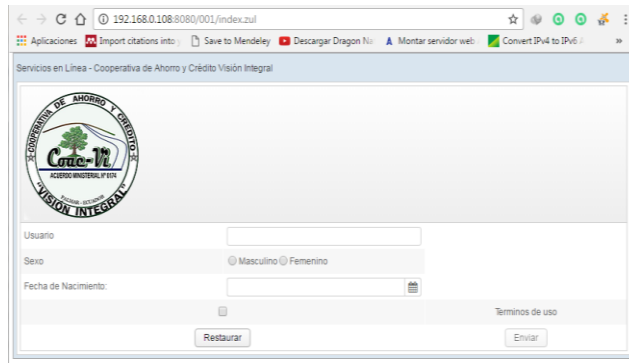 192.168.0.108:8080/001/index.zul
Aplicaciones Import citations into Save to Mendeley Descargar Dragon Na A Montar servidor web Convert IPv4 to IPv6 »
Servicios en Línea - Cooperativa de Ahorro y Crédito Visión Integral
COOPERATIVA DE AHORRO Y CREDITO
Coac-Vi
ACUERDO MINISTERIAL Nº 0174
PALMAR - ECUADOR
"VISIÓN INTEGRAL"
Usuario
Sexo Masculino Femenino
Fecha de Nacimiento:
Terminos de uso
Restaurar Enviar